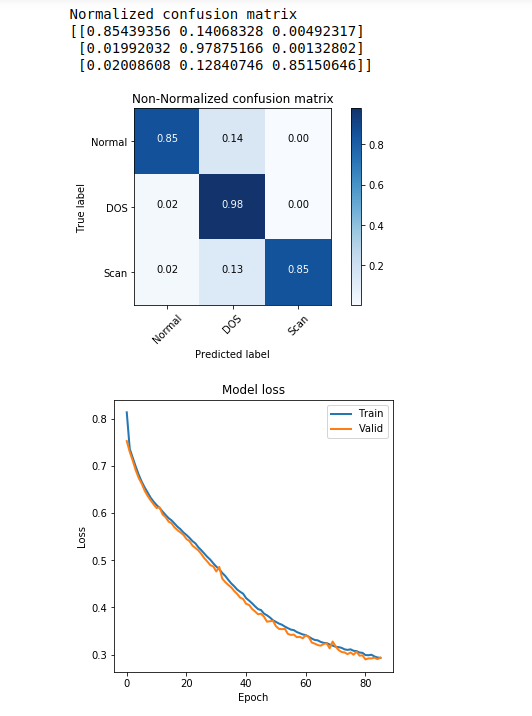 Normalized confusion matrix
[[0.85439356 0.14068328 0.00492317]
[0.01992032 0.97875166 0.00132802]
[0.02008608 0.12840746 0.85150646]]
Non-Normalized confusion matrix
Normal 0.85 0.14 0.00
DOS 0.02 0.98 0.00
Scan 0.02 0.13 0.85
True label
Normal DOS Scan
Predicted label
0.8
0.6
0.4
0.2
Model loss
Train
Valid
0.8
0.7
0.6
0.5
0.4
0.3
Loss
0 20 40 60 80
Epoch